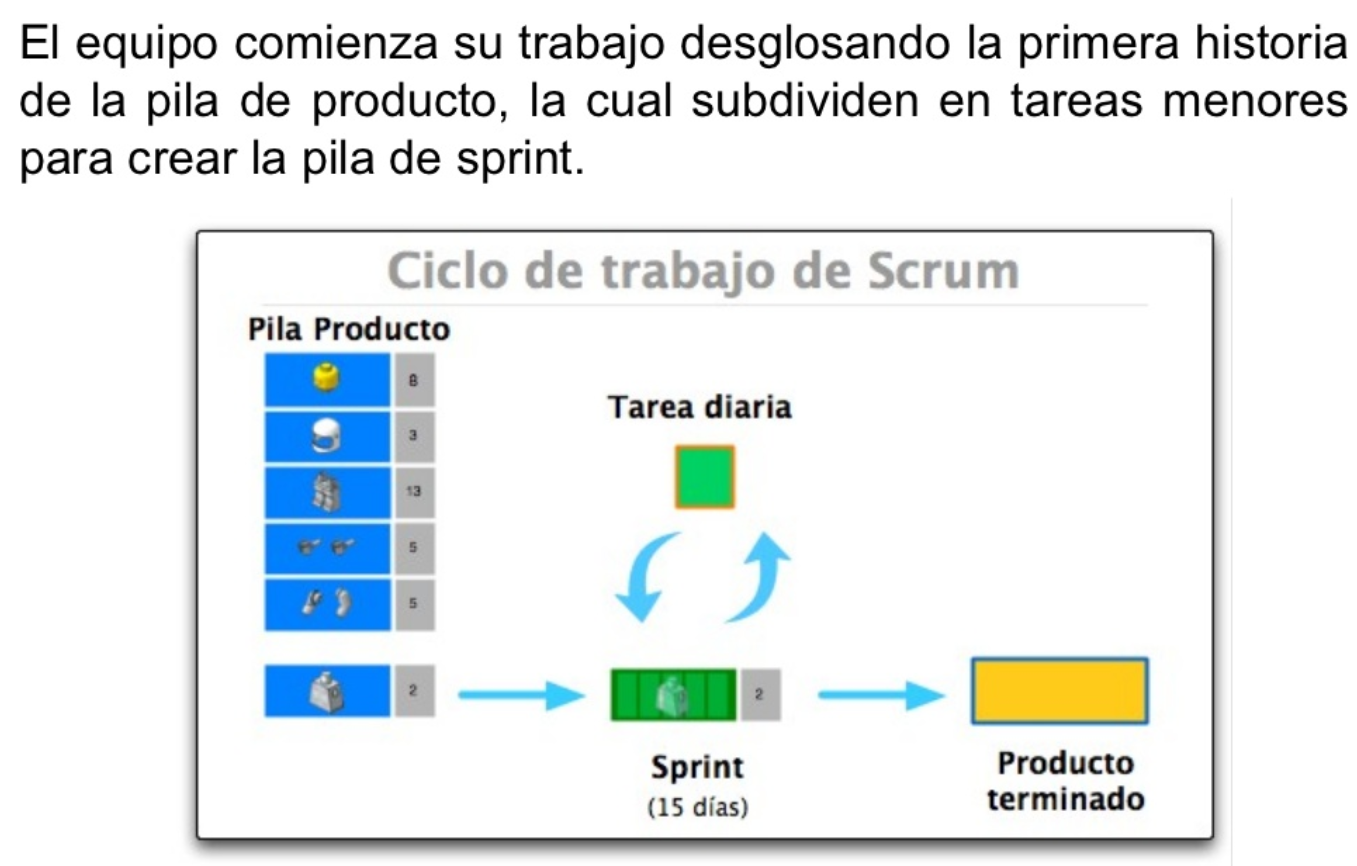 El equipo comienza su trabajo desglosando la primera historia
de la pila de producto, la cual subdividen en tareas menores
para crear la pila de sprint.
Ciclo de trabajo de Scrum
Pila Producto
8
3
13
5
5
2
Tarea diaria
2
Sprint
(15 días)
Producto
terminado